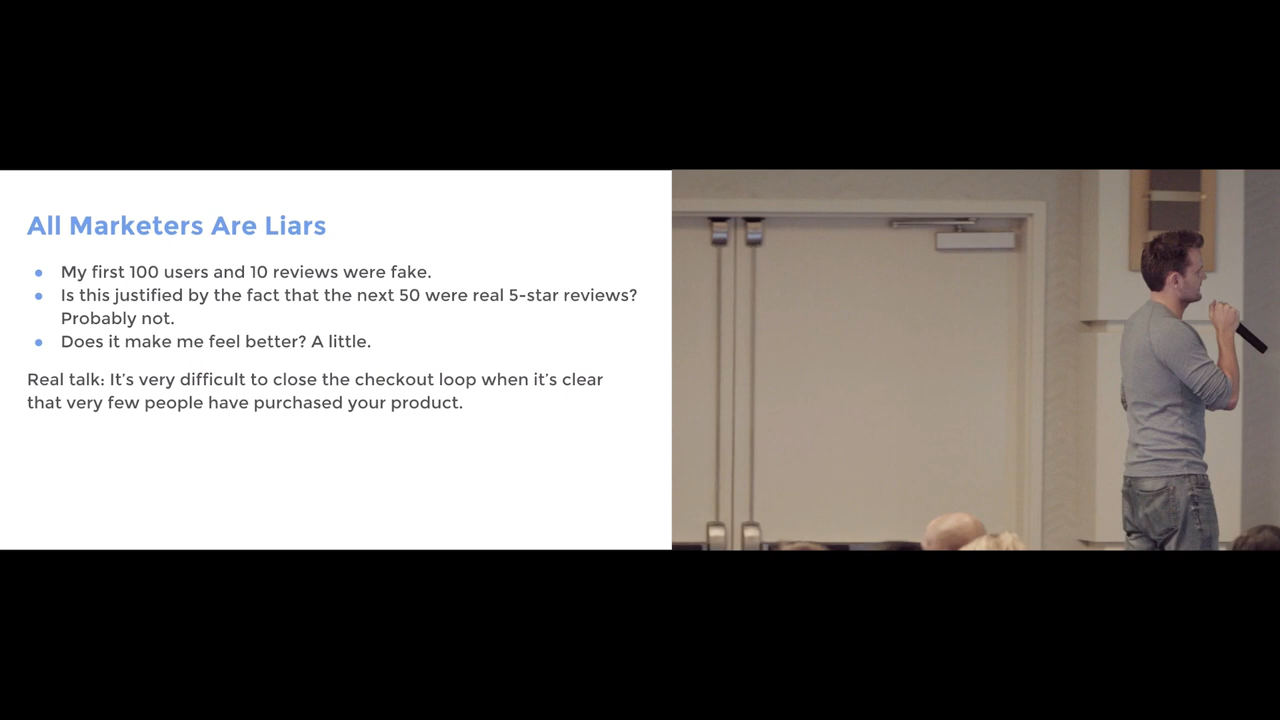 All Marketers Are Liars
● My first 100 users and 10 reviews were fake.
● Is this justified by the fact that the next 50 were real 5-star reviews?
Probably not.
● Does it make me feel better? A little.
Real talk: It’s very difficult to close the checkout loop when it’s clear
that very few people have purchased your product.